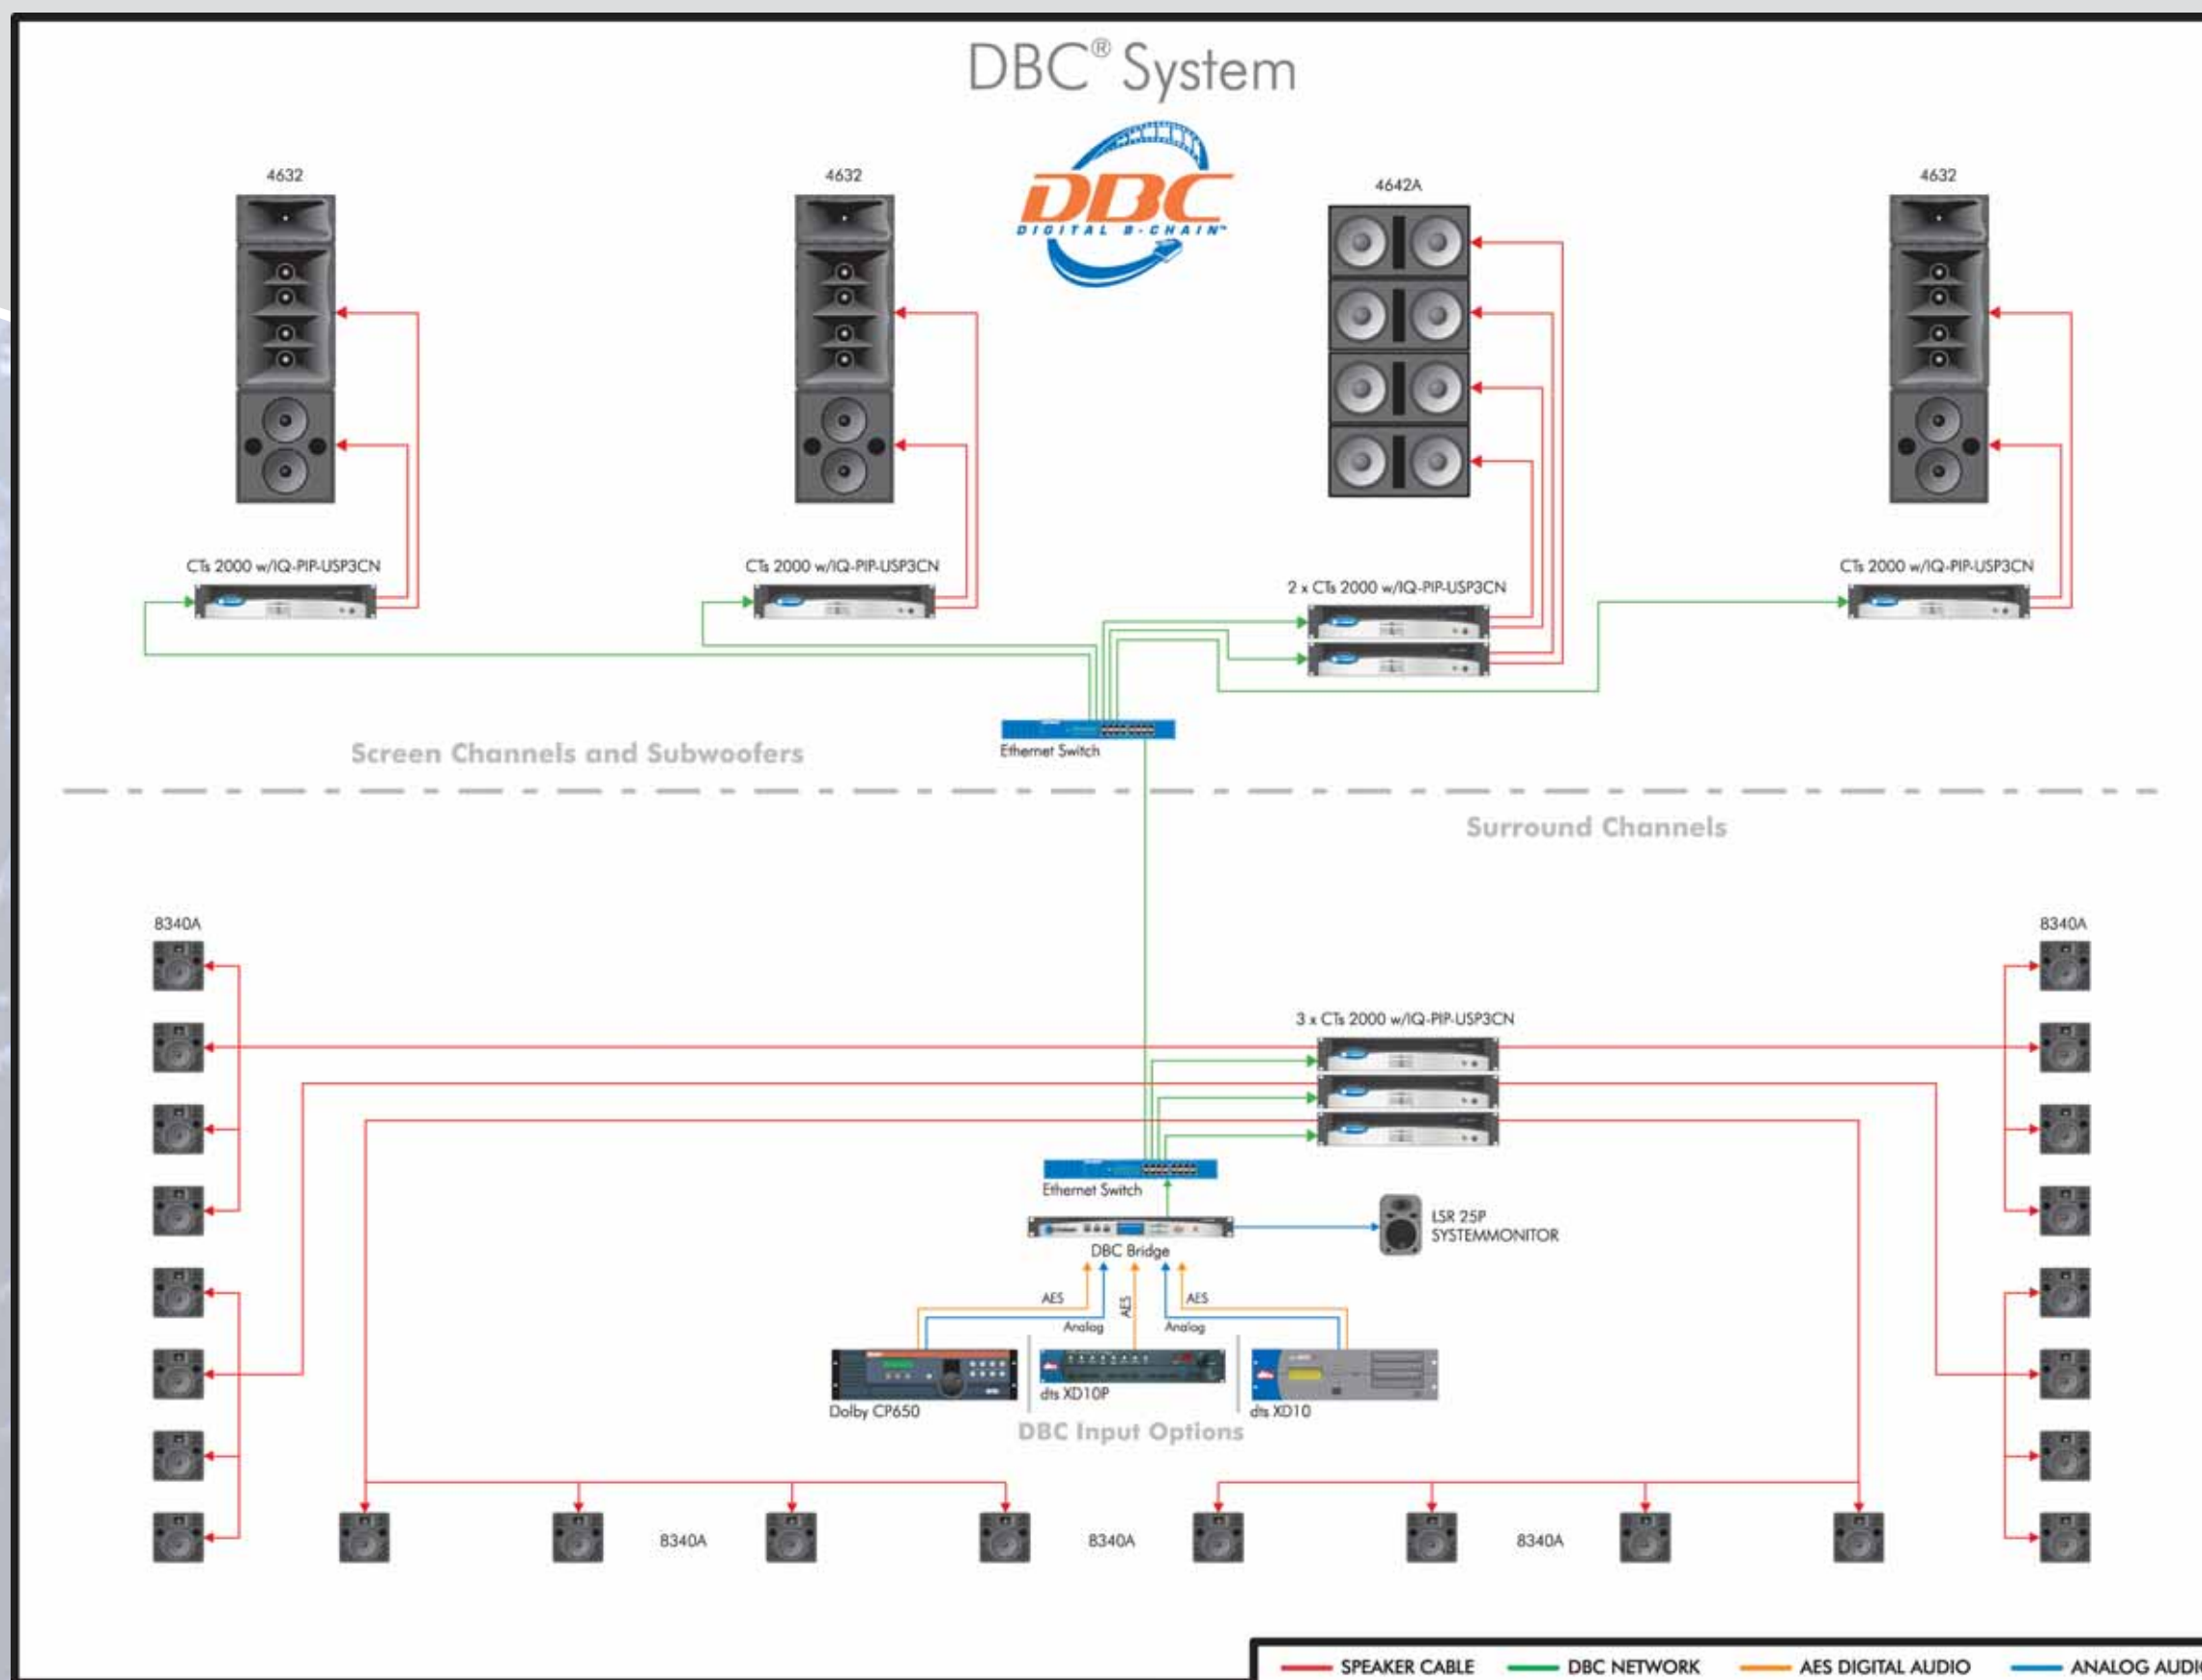 DBC® System
DBC
DIGITAL B-CHAIN™
4632
4632
4642A
4632
CTs 2000 w/IQ-PIP-USP3CN
CTs 2000 w/IQ-PIP-USP3CN
2 x CTs 2000 w/IQ-PIP-USP3CN
CTs 2000 w/IQ-PIP-USP3CN
Ethernet Switch
Screen Channels and Subwoofers
Surround Channels
8340A
8340A
3 x CTs 2000 w/IQ-PIP-USP3CN
Ethernet Switch
LSR 25P
SYSTEMMONITOR
DBC Bridge
AES
AES
AES
Analog
Analog
dts XD10P
Dolby CP650
dts XD10
DBC Input Options
8340A
8340A
8340A
SPEAKER CABLE
DBC NETWORK
AES DIGITAL AUDIO
ANALOG AUDIO